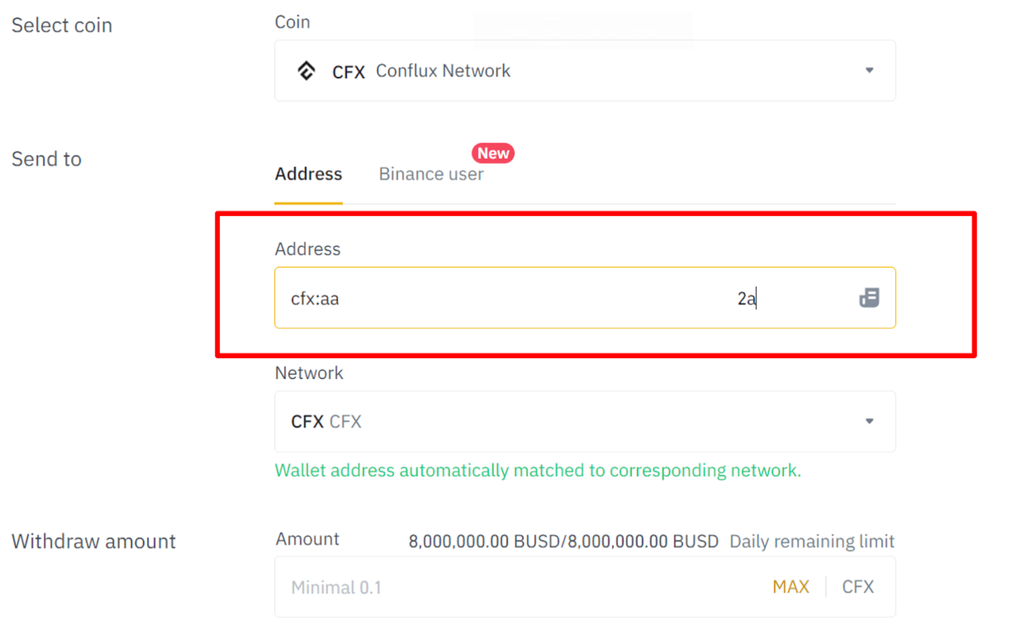 Select coin
Coin
CFX Conflux Network
Send to
New
Address Binance user
Address
cfx:aa 2a
Network
CFX CFX
Wallet address automatically matched to corresponding network.
Withdraw amount
Amount 8,000,000.00 BUSD/8,000,000.00 BUSD Daily remaining limit
Minimal 0.1 MAX CFX